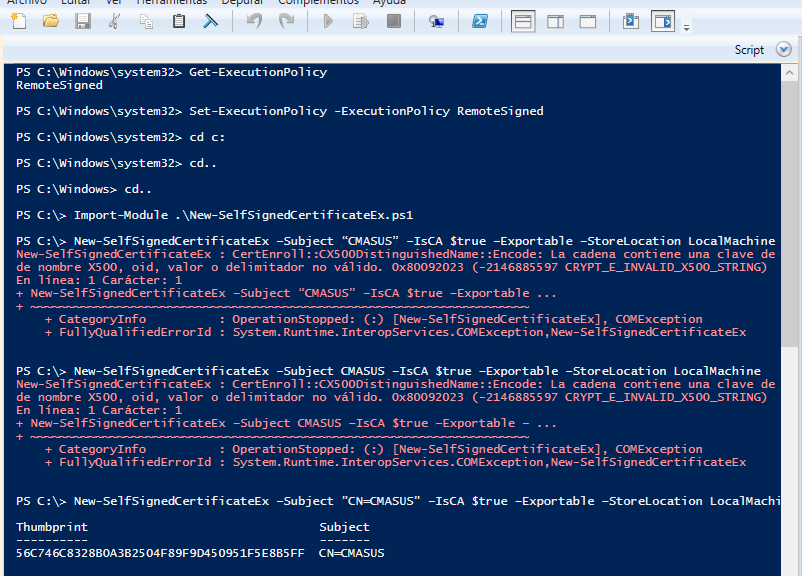 Archivo Editar Ver Herramientas Depurar Complementos Ayuda
Script
PS C:\Windows\system32> Get-ExecutionPolicy
RemoteSigned
PS C:\Windows\system32> Set-ExecutionPolicy –ExecutionPolicy RemoteSigned
PS C:\Windows\system32> cd c:
PS C:\Windows\system32> cd..
PS C:\Windows> cd..
PS C:\> Import-Module .\New-SelfSignedCertificateEx.ps1
PS C:\> New-SelfSignedCertificateEx –Subject “CMASUS” –IsCA $true –Exportable –StoreLocation LocalMachine
New-SelfSignedCertificateEx : CertEnroll::CX500DistinguishedName::Encode: La cadena contiene una clave de
de nombre X500, oid, valor o delimitador no válido. 0x80092023 (-2146885597 CRYPT_E_INVALID_X500_STRING)
En línea: 1 Carácter: 1
+ New-SelfSignedCertificateEx –Subject “CMASUS” –IsCA $true –Exportable ...
+ ~~~~~~~~~~~~~~~~~~~~~~~~~~~~~~~~~~~~~~~~~~~~~~~~~~~~~~~~~~~~~~~~~~~~~
+ CategoryInfo : OperationStopped: (:) [New-SelfSignedCertificateEx], COMException
+ FullyQualifiedErrorId : System.Runtime.InteropServices.COMException,New-SelfSignedCertificateEx
PS C:\> New-SelfSignedCertificateEx –Subject CMASUS –IsCA $true –Exportable –StoreLocation LocalMachine
New-SelfSignedCertificateEx : CertEnroll::CX500DistinguishedName::Encode: La cadena contiene una clave de
de nombre X500, oid, valor o delimitador no válido. 0x80092023 (-2146885597 CRYPT_E_INVALID_X500_STRING)
En línea: 1 Carácter: 1
+ New-SelfSignedCertificateEx –Subject CMASUS –IsCA $true –Exportable – ...
+ ~~~~~~~~~~~~~~~~~~~~~~~~~~~~~~~~~~~~~~~~~~~~~~~~~~~~~~~~~~~~~~~~~~~~~
+ CategoryInfo : OperationStopped: (:) [New-SelfSignedCertificateEx], COMException
+ FullyQualifiedErrorId : System.Runtime.InteropServices.COMException,New-SelfSignedCertificateEx
PS C:\> New-SelfSignedCertificateEx –Subject "CN=CMASUS" –IsCA $true –Exportable –StoreLocation LocalMachi
Thumbprint Subject
---------- -------
56C746C8328B0A3B2504F89F9D450951F5E8B5FF CN=CMASUS